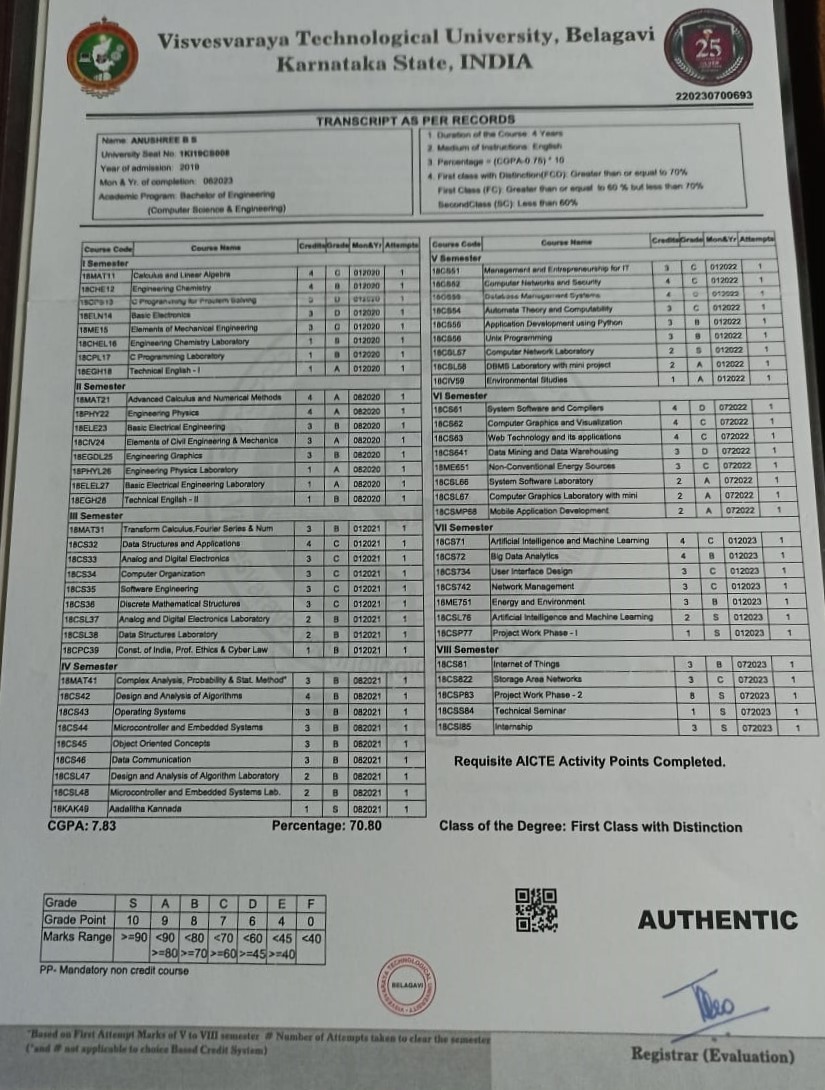 Visvesvaraya Technological University, Belagavi
Karnataka State, INDIA
25
220230700693
TRANSCRIPT AS PER RECORDS
Name: ANUSHREE B S
University Seat No: 1KI19CS008
Year of admission: 2019
Mon & Yr. of completion: 082023
Academic Program: Bachelor of Engineering
(Computer Science & Engineering)
1. Duration of the Course: 4 Years
2. Medium of Instructions: English
3. Percentage = (CGPA-0.75) * 10
4. First class with Distinction(FCD): Greater than or equal to 70%
First Class (FC): Greater than or equal to 60 % but less than 70%
SecondClass (SC): Less than 60%
Course Code Course Name Credits Grade Mon&Yr Attempts
I Semester
18MAT11 Calculus and Linear Algebra 4 C 012020 1
18CHE12 Engineering Chemistry 4 B 012020 1
18CPS13 C Programming for Problem Solving 012020 1
18ELN14 Basic Electronics 3 D 012020 1
18ME15 Elements of Mechanical Engineering 3 C 012020 1
18CHEL16 Engineering Chemistry Laboratory 1 B 012020 1
18CPL17 C Programming Laboratory 1 B 012020 1
18EGH18 Technical English - I 1 A 012020 1
II Semester
18MAT21 Advanced Calculus and Numerical Methods 4 A 082020 1
18PHY22 Engineering Physics 4 A 082020 1
18ELE23 Basic Electrical Engineering 3 B 082020 1
18CIV24 Elements of Civil Engineering & Mechanics 3 A 082020 1
18EGDL25 Engineering Graphics 3 B 082020 1
18PHYL26 Engineering Physics Laboratory 1 A 082020 1
18ELEL27 Basic Electrical Engineering Laboratory 1 A 082020 1
18EGH28 Technical English - II 1 B 082020 1
III Semester
18MAT31 Transform Calculus,Fourier Series & Num 3 B 012021 1
18CS32 Data Structures and Applications 4 C 012021 1
18CS33 Analog and Digital Electronics 3 C 012021 1
18CS34 Computer Organization 3 C 012021 1
18CS35 Software Engineering 3 C 012021 1
18CS36 Discrete Mathematical Structures 3 C 012021 1
18CSL37 Analog and Digital Electronics Laboratory 2 B 012021 1
18CSL38 Data Structures Laboratory 2 B 012021 1
18CPC39 Const. of India, Prof. Ethics & Cyber Law 1 B 012021 1
IV Semester
18MAT41 Complex Analysis, Probability & Stat. Method" 3 B 082021 1
18CS42 Design and Analysis of Algorithms 4 B 082021 1
18CS43 Operating Systems 3 B 082021 1
18CS44 Microcontroller and Embedded Systems 3 B 082021 1
18CS45 Object Oriented Concepts 3 B 082021 1
18CS46 Data Communication 3 B 082021 1
18CSL47 Design and Analysis of Algorithm Laboratory 2 B 082021 1
18CSL48 Microcontroller and Embedded Systems Lab. 2 B 082021 1
18KAK49 Aadalitha Kannada 1 S 082021 1
Course Code Course Name Credits Grade Mon&Yr Attempts
V Semester
18CS51 Management and Entrepreneurship for IT 3 C 012022 1
18CS52 Computer Networks and Security 4 C 012022 1
18CS53 Database Management Systems 4 012022 1
18CS54 Automata Theory and Computability 3 C 012022 1
Application Development using Python 3 B 012022 1
Unix Programming 3 B 012022 1
18CSL57 Computer Network Laboratory 2 S 012022 1
18CSL58 DBMS Laboratory with mini project 2 A 012022 1
18CIV59 Environmental Studies 1 A 012022 1
VI Semester
18CS61 System Software and Compilers 4 D 072022 1
18CS62 Computer Graphics and Visualization 4 C 072022 1
18CS63 Web Technology and its applications 4 C 072022 1
18CS641 Data Mining and Data Warehousing 3 D 072022 1
18ME651 Non-Conventional Energy Sources 3 C 072022 1
18CSL66 System Software Laboratory 2 A 072022 1
18CSL67 Computer Graphics Laboratory with mini 2 A 072022 1
18CSMP68 Mobile Application Development 2 A 072022 1
VII Semester
18CS71 Artificial Intelligence and Machine Learning 4 C 012023 1
18CS72 Big Data Analytics 4 B 012023 1
18CS734 User Interface Design 3 C 012023 1
18CS742 Network Management 3 C 012023 1
18ME751 Energy and Environment 3 B 012023 1
18CSL76 Artificial Intelligence and Machine Learning 2 S 012023 1
18CSP77 Project Work Phase - I 1 S 012023 1
VIII Semester
18CS81 Internet of Things 3 B 072023 1
18CS822 Storage Area Networks 3 C 072023 1
18CSP83 Project Work Phase - 2 8 S 072023 1
18CSS84 Technical Seminar 1 S 072023 1
18CSI85 Internship 3 S 072023 1
Requisite AICTE Activity Points Completed.
CGPA: 7.83 Percentage: 70.80 Class of the Degree: First Class with Distinction
Grade S A B C D E F
Grade Point 10 9 8 7 6 4 0
Marks Range >=90 <90 <80 <70 <60 <45 <40
>=80 >=70 >=60 >=45 >=40
PP- Mandatory non credit course
AUTHENTIC
BELAGAVI
*Based on First Attempt Marks of V to VIII semester # Number of Attempts taken to clear the semester
(*and # not applicable to choice Based Credit System)
Registrar (Evaluation)